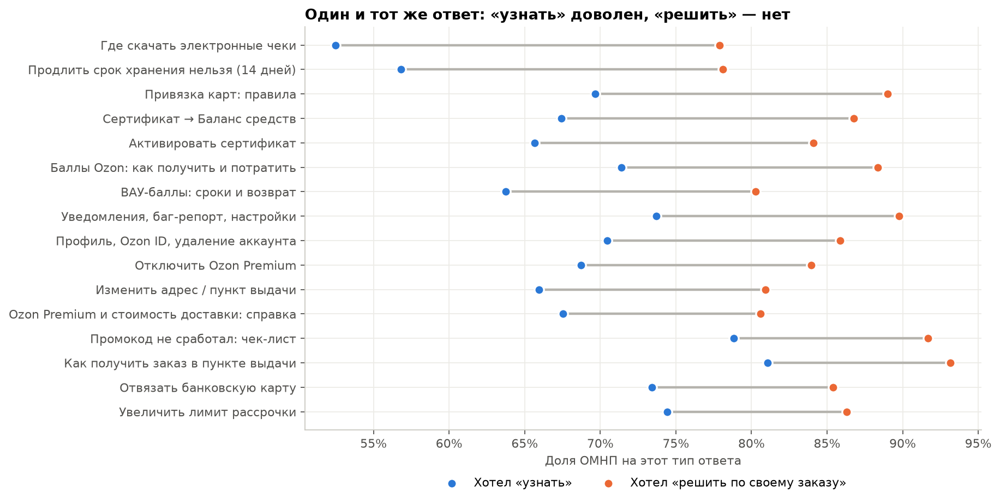 Один и тот же ответ: «узнать» доволен, «решить» — нет
Где скачать электронные чеки
Продлить срок хранения нельзя (14 дней)
Привязка карт: правила
Сертификат → Баланс средств
Активировать сертификат
Баллы Ozon: как получить и потратить
ВАУ-баллы: сроки и возврат
Уведомления, баг-репорт, настройки
Профиль, Ozon ID, удаление аккаунта
Отключить Ozon Premium
Изменить адрес / пункт выдачи
Ozon Premium и стоимость доставки: справка
Промокод не сработал: чек-лист
Как получить заказ в пункте выдачи
Отвязать банковскую карту
Увеличить лимит рассрочки
55% 60% 65% 70% 75% 80% 85% 90% 95%
Доля ОМНП на этот тип ответа
Хотел «узнать» Хотел «решить по своему заказу»